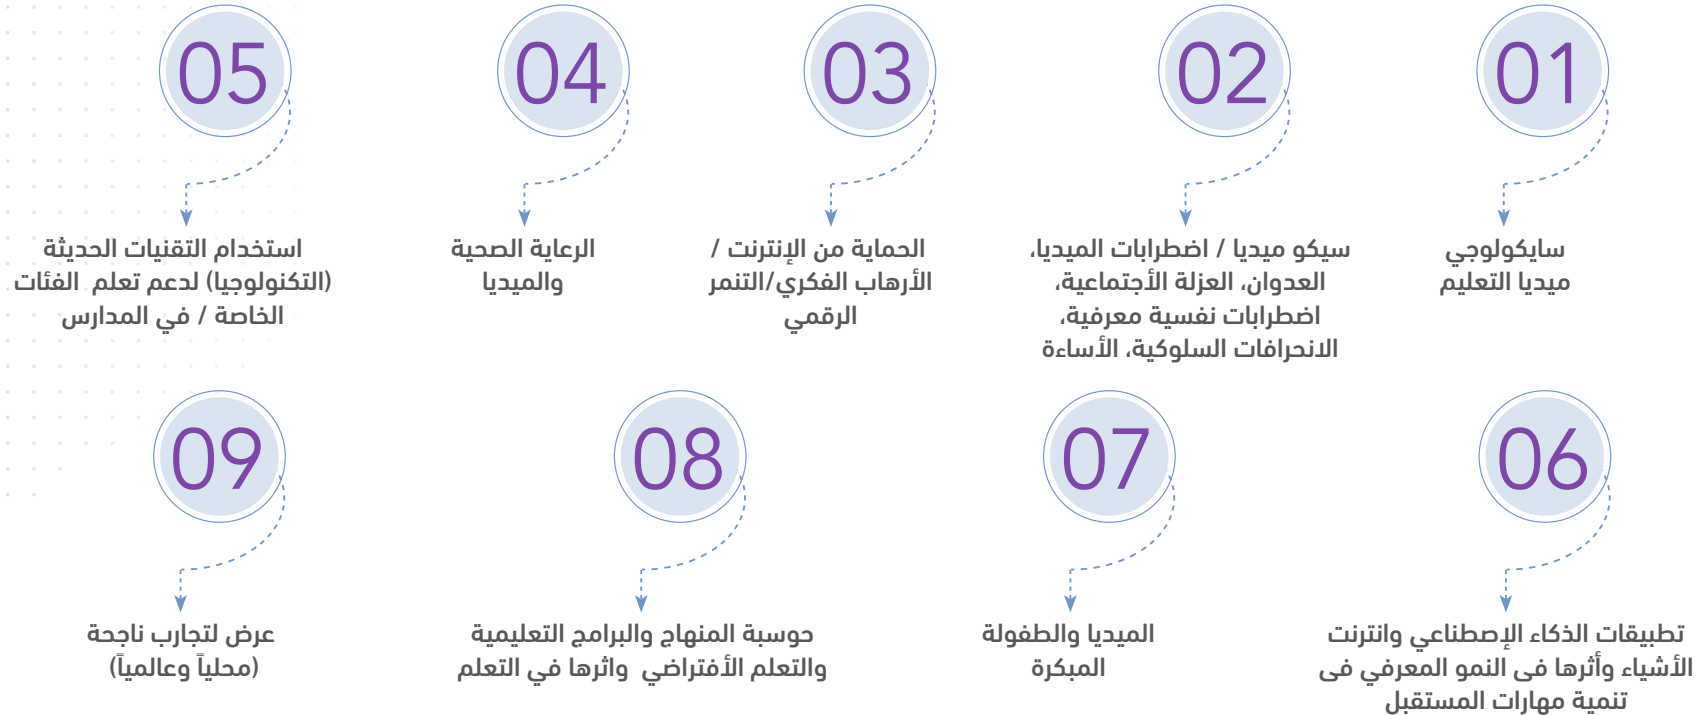 01
سايكولوجي
ميديا التعليم
02
سيكو ميديا / اضطرابات الميديا،
العدوان، العزلة الأجتماعية،
اضطرابات نفسية معرفية،
الانحرافات السلوكية، الأساءة
03
الحماية من الإنترنت /
الأرهاب الفكري/التنمر
الرقمي
04
الرعاية الصحية
والميديا
05
استخدام التقنيات الحديثة
(التكنولوجيا) لدعم تعلم الفئات
الخاصة / في المدارس
06
تطبيقات الذكاء الإصطناعي وانترنت
الأشياء وأثرها فى النمو المعرفي فى
تنمية مهارات المستقبل
07
الميديا والطفولة
المبكرة
08
حوسبة المنهاج والبرامج التعليمية
والتعلم الأفتراضي واثرها في التعلم
09
عرض لتجارب ناجحة
(محلياً وعالمياً)